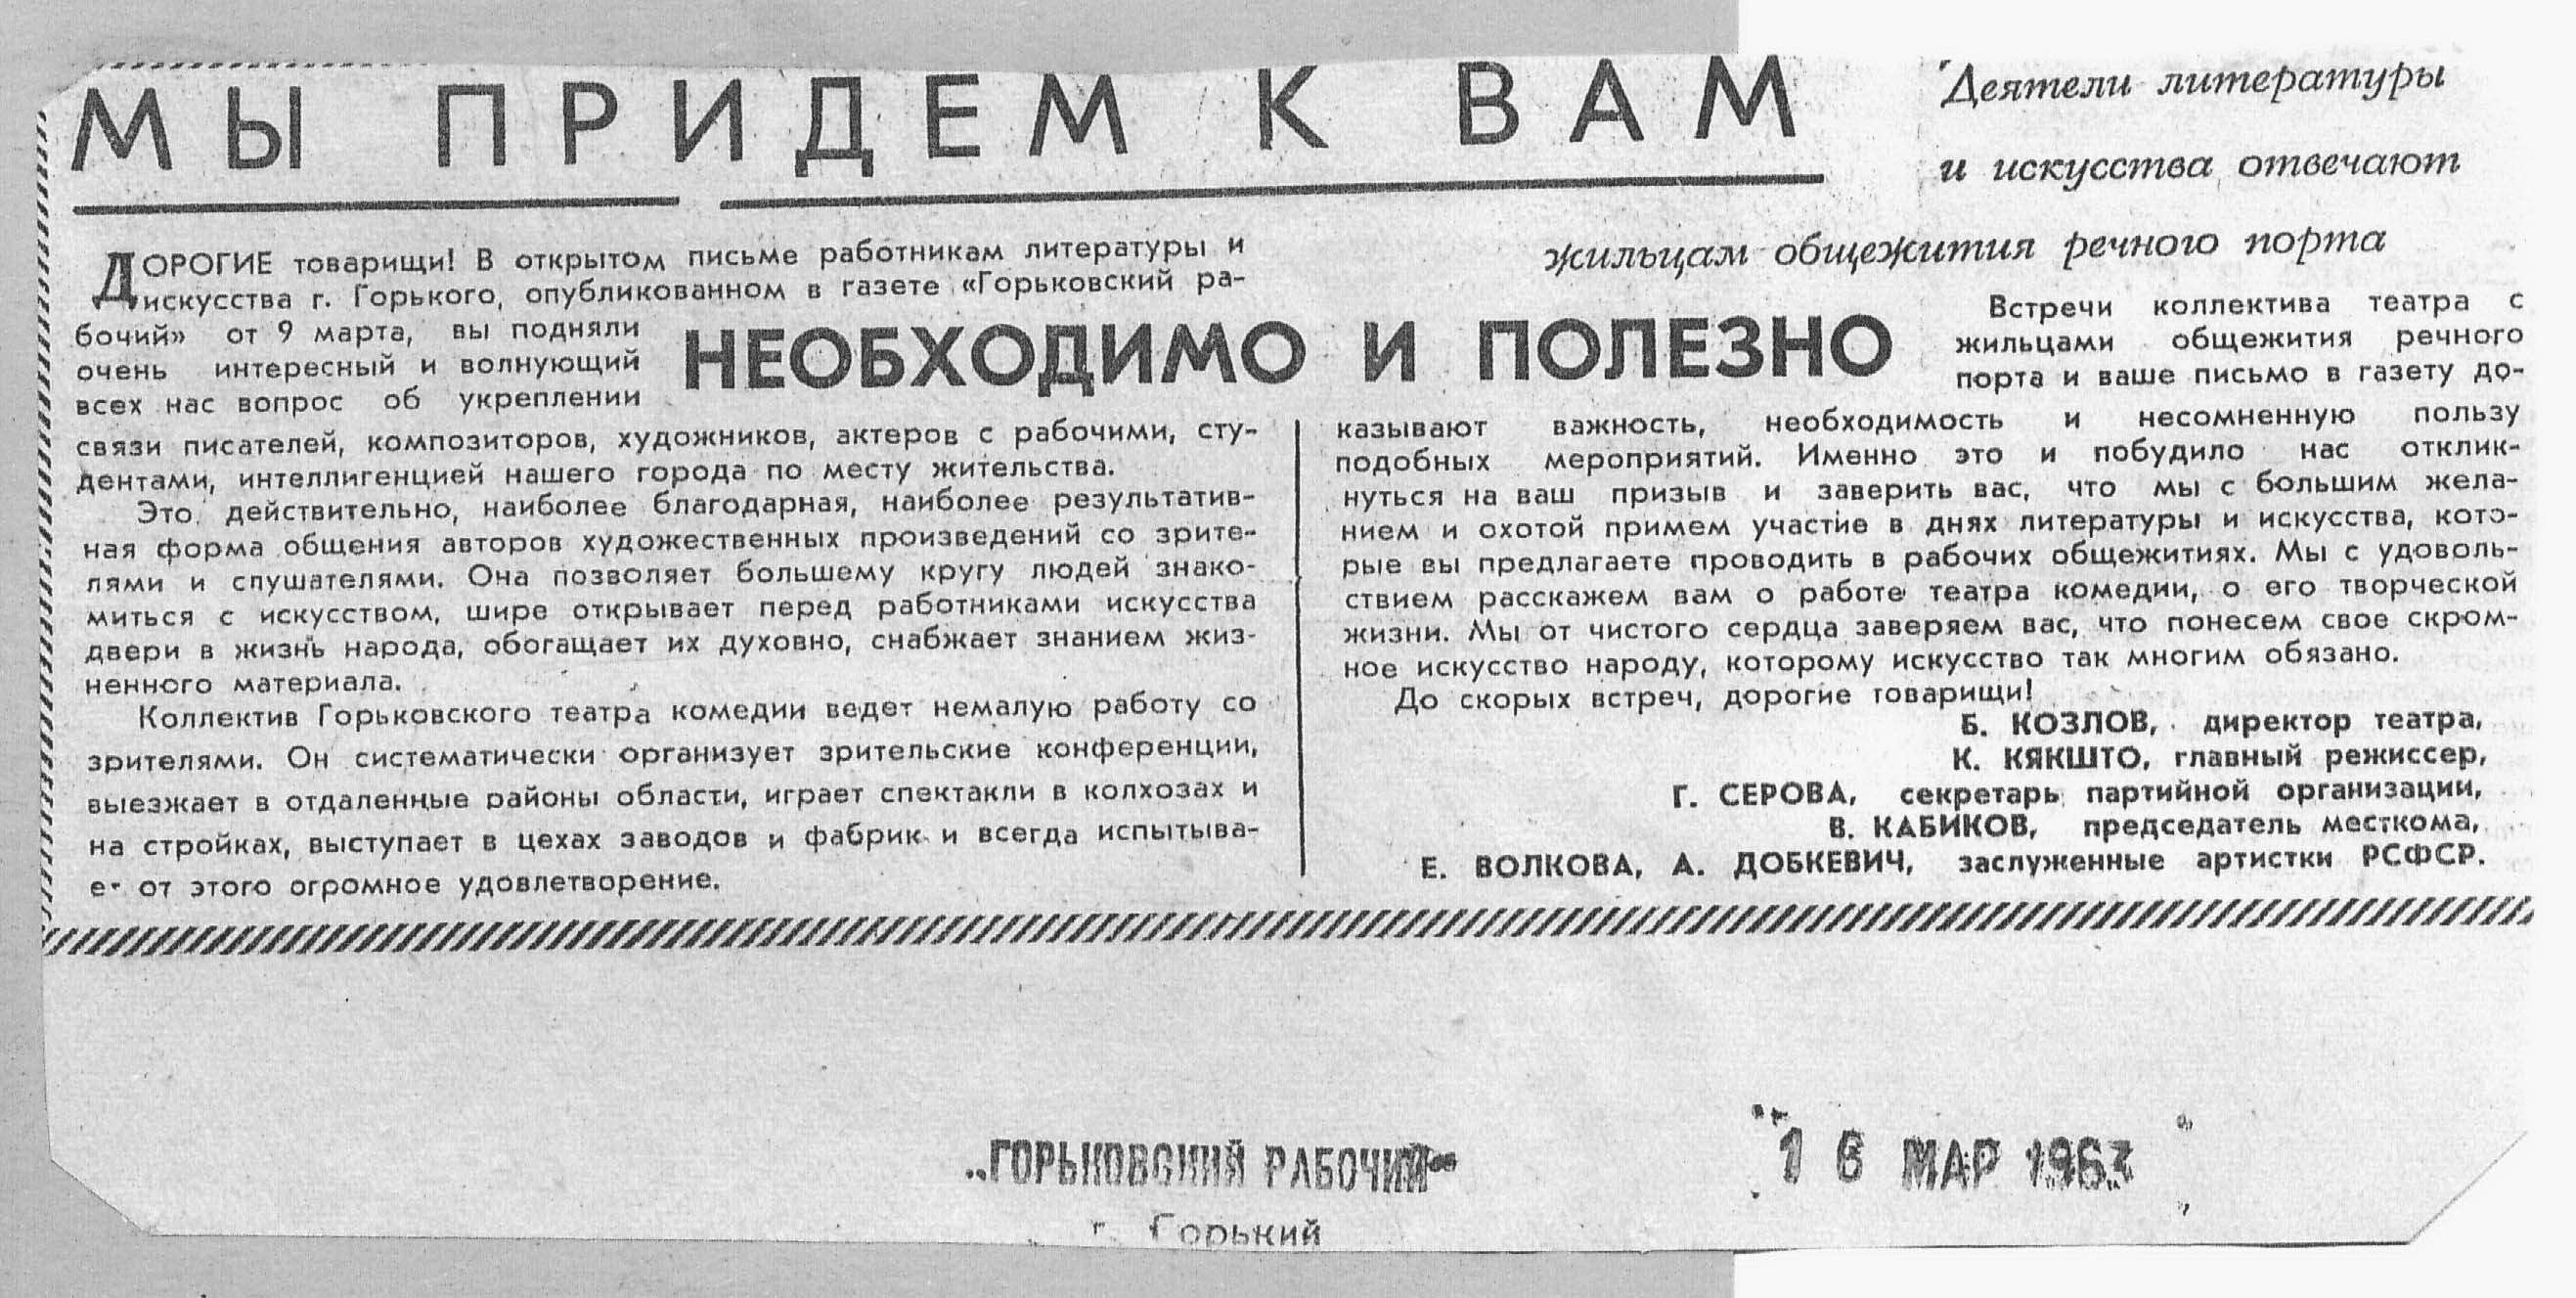 МЫ ПРИДЕМ К ВАМ
Деятели литературы
и искусства отвечают
жильцам общежития речного порта
НЕОБХОДИМО И ПОЛЕЗНО
ДОРОГИЕ товарищи! В открытом письме работникам литературы и
искусства г. Горького, опубликованном в газете «Горьковский ра-
бочий» от 9 марта, вы подняли
очень интересный и волнующий
всех нас вопрос об укреплении
связи писателей, композиторов, художников, актеров с рабочими, сту-
дентами, интеллигенцией нашего города по месту жительства.
Это, действительно, наиболее благодарная, наиболее результатив-
ная форма общения авторов художественных произведений со зрите-
лями и слушателями. Она позволяет большему кругу людей знако-
миться с искусством, шире открывает перед работниками искусства
двери в жизнь народа, обогащает их духовно, снабжает знанием жиз-
ненного материала.
Коллектив Горьковского театра комедии ведет немалую работу со
зрителями. Он систематически организует зрительские конференции,
выезжает в отдаленные районы области, играет спектакли в колхозах и
на стройках, выступает в цехах заводов и фабрик и всегда испытыва-
ет от этого огромное удовлетворение.
Встречи коллектива театра с
жильцами общежития речного
порта и ваше письмо в газету до-
казывают важность, необходимость и несомненную пользу
подобных мероприятий. Именно это и побудило нас отклик-
нуться на ваш призыв и заверить вас, что мы с большим жела-
нием и охотой примем участие в днях литературы и искусства, кото-
рые вы предлагаете проводить в рабочих общежитиях. Мы с удоволь-
ствием расскажем вам о работе театра комедии, о его творческой
жизни. Мы от чистого сердца заверяем вас, что понесем свое скром-
ное искусство народу, которому искусство так многим обязано.
До скорых встреч, дорогие товарищи!
Б. КОЗЛОВ, директор театра,
К. КЯКШТО, главный режиссер,
Г. СЕРОВА, секретарь партийной организации,
В. КАБИКОВ, председатель месткома,
Е. ВОЛКОВА, А. ДОБКЕВИЧ, заслуженные артистки РСФСР.
„ГОРЬКОВСКИЙ РАБОЧИЙ"
г. Горький
16 МАР 1963